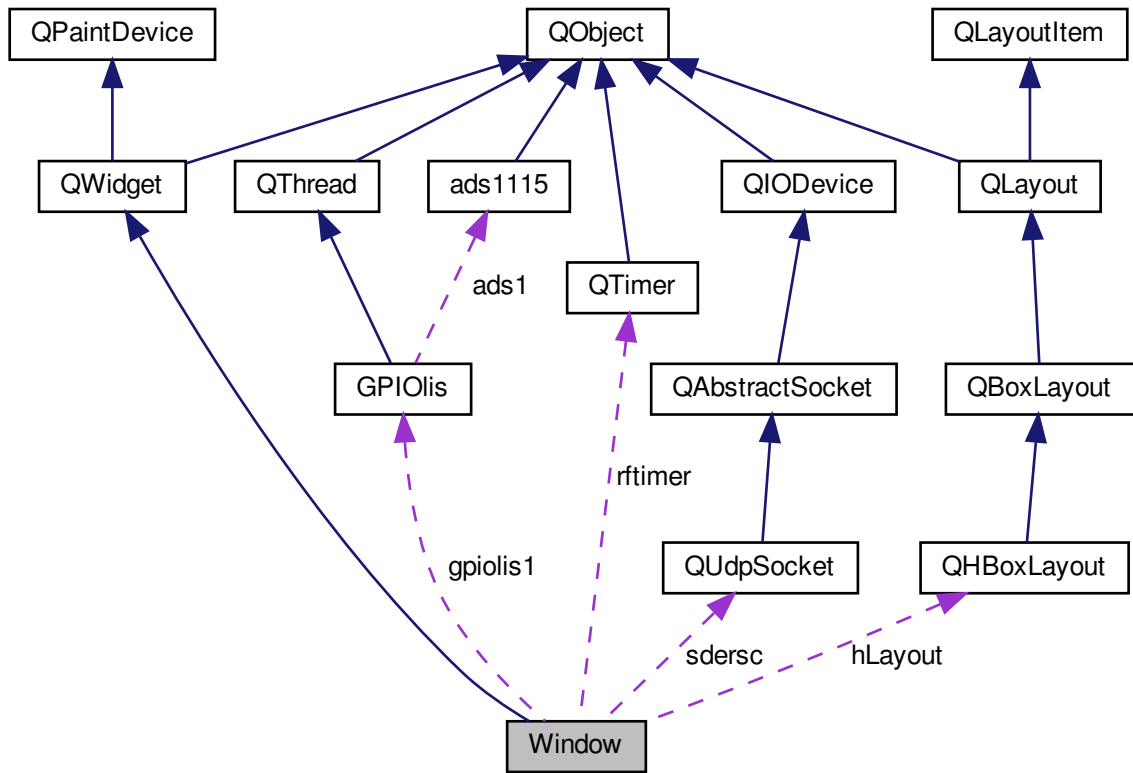 QPaintDevice
QObject
QLayoutItem
QWidget
QThread
ads1115
QIODevice
QLayout
ads1
QTimer
GPIOlis
QAbstractSocket
QBoxLayout
rftimer
gpiolis1
QUdpSocket
QHBoxLayout
sdersc
hLayout
Window